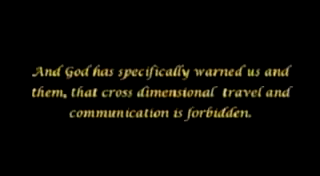 And God has specifically warned us and
them, that cross dimensional travel and
communication is forbidden.